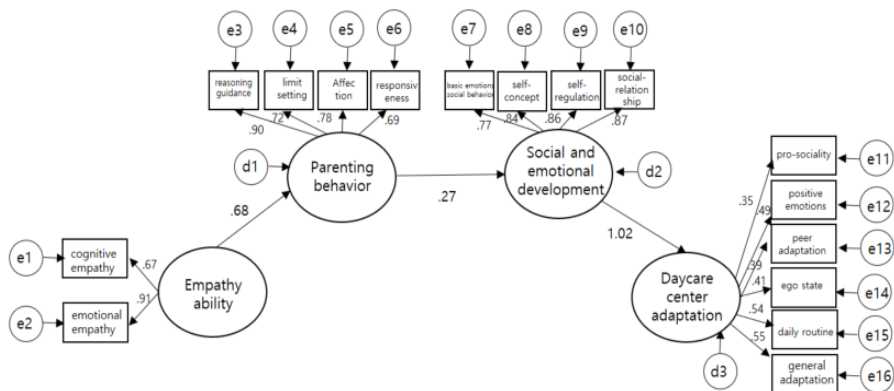 e3
e4
e5
e6
e7
e8
e9
e10
reasoning
guidance
limit
setting
Affec
tion
responsiv
eness
basic emotions
social behavior
self-
concept
self-
regulation
social-
relation
ship
.90
.72
.78
.69
.77
.84
.86
.87
d1
Parenting
behavior
Social and
emotional
development
d2
.27
.68
1.02
e1
cognitive
empathy
.67
e2
emotional
empathy
.91
Empathy
ability
Daycare
center
adaptation
d3
.35
.49
.39
.41
.54
.55
pro-sociality
e11
positive
emotions
e12
peer
adaptation
e13
ego state
e14
daily routine
e15
general
adaptation
e16